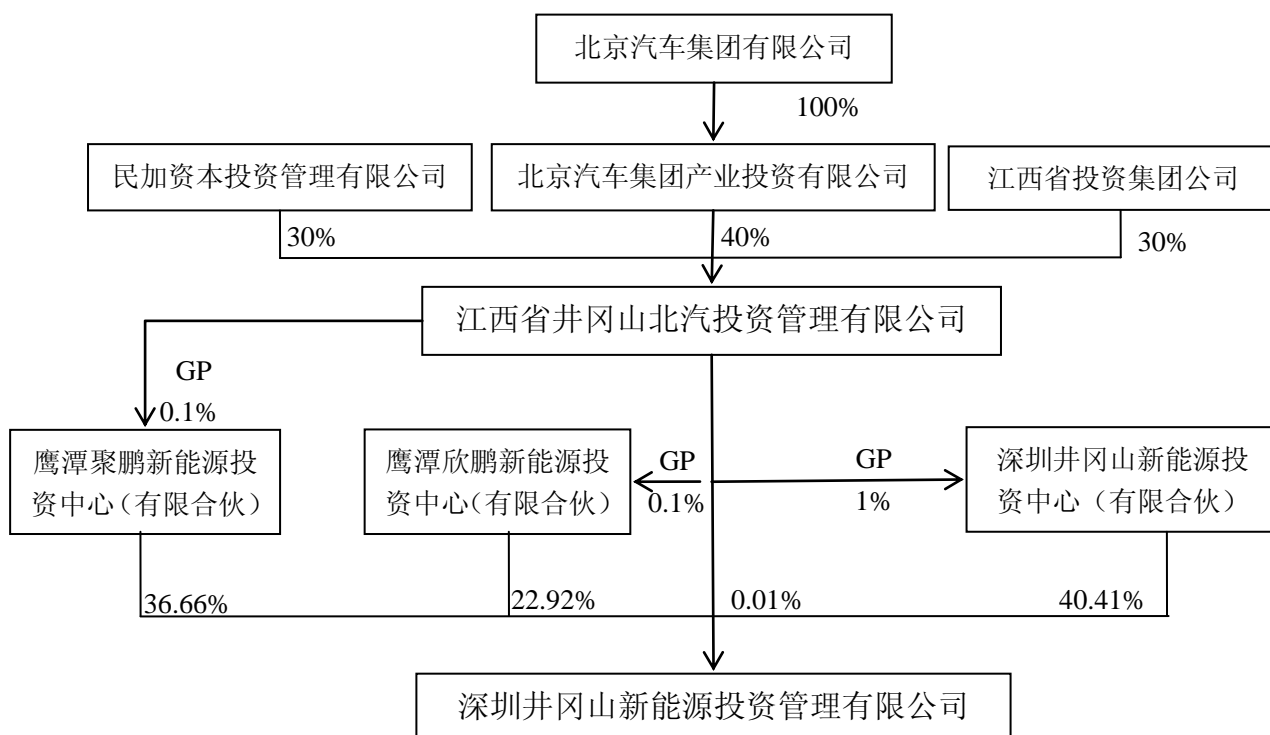 北京汽车集团有限公司
100%
民加资本投资管理有限公司
北京汽车集团产业投资有限公司
江西省投资集团公司
30%
40%
30%
江西省井冈山北汽投资管理有限公司
GP
0.1%
鹰潭聚鹏新能源投
资中心（有限合伙）
鹰潭欣鹏新能源投
资中心（有限合伙）
GP
0.1%
GP
1%
深圳井冈山新能源投
资中心（有限合伙）
36.66%
22.92%
0.01%
40.41%
深圳井冈山新能源投资管理有限公司